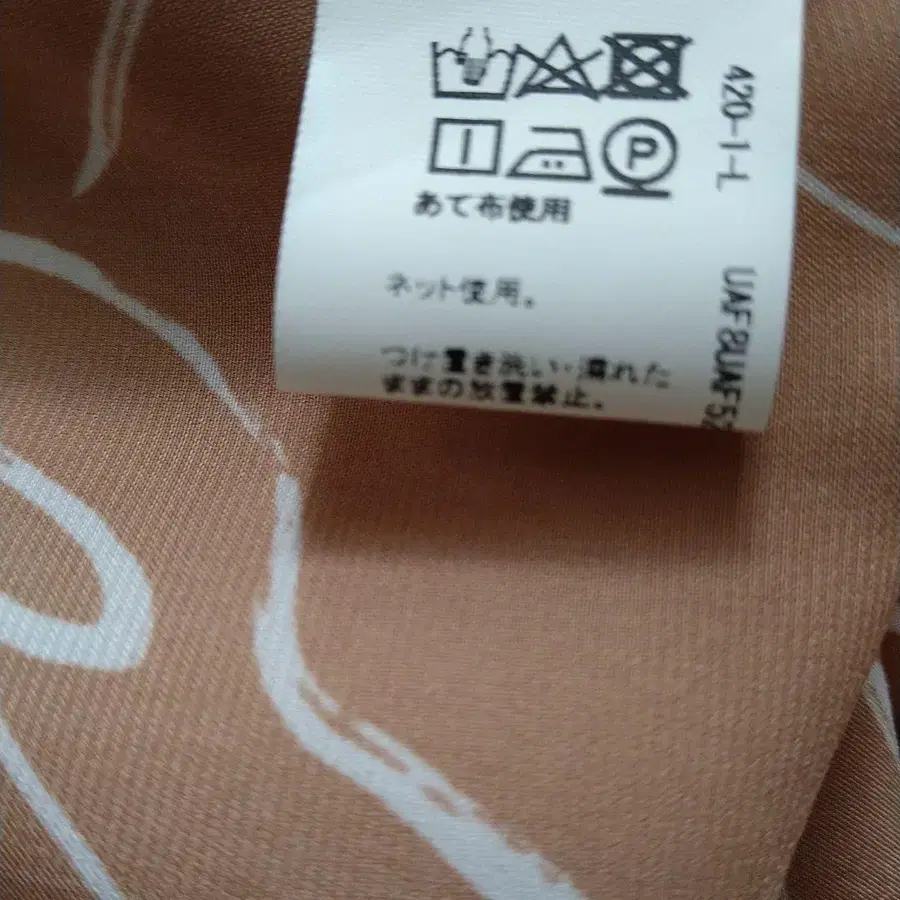 P
あて布使用
ネット使用。
つけ置き洗い・濡れた
ままの放置禁止。
420-1-L
UAF8UAF52